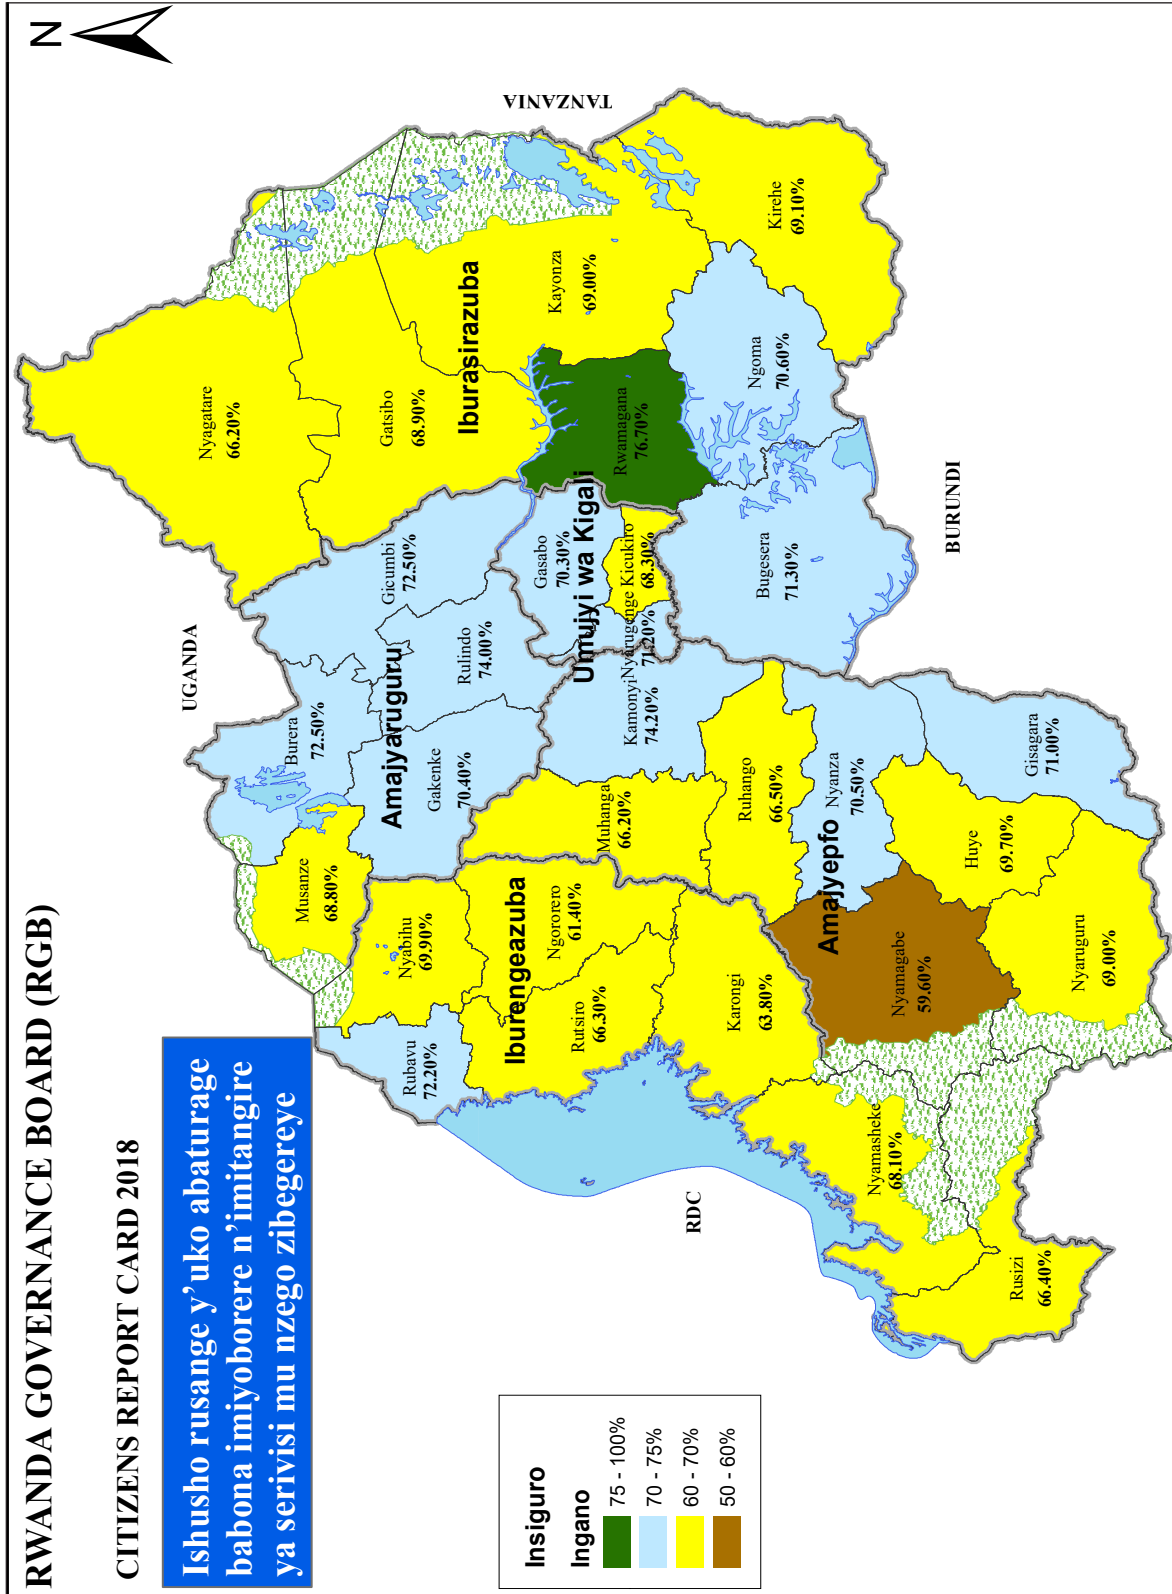 RWANDA GOVERNANCE BOARD (RGB)
N
CITIZENS REPORT CARD 2018
Ishusho rusange y’uko abaturage
babona imiyoborere n’imitangire
ya serivisi mu nzego zibegereye
UGANDA
TANZANIA
BURUNDI
RDC
Amajyaruguru
Iburasirazuba
Umujyi wa Kigali
Iburengeazuba
Amajyepfo
Nyagatare
66.20%
Gatsibo
68.90%
Kayonza
69.00%
Kirehe
69.10%
Rwamagana
76.70%
Ngoma
70.60%
Bugesera
71.30%
Gicumbi
72.50%
Burera
72.50%
Rulindo
74.00%
Gakenke
70.40%
Musanze
68.80%
Gasabo
70.30%
Kicukiro
68.30%
Nyarugenge
71.20%
Kamonyi
74.20%
Muhanga
66.20%
Ruhango
66.50%
Nyanza
70.50%
Gisagara
71.00%
Huye
69.70%
Nyaruguru
69.00%
Nyamagabe
59.60%
Nyabihu
69.90%
Rubavu
72.20%
Ngororero
61.40%
Rutsiro
66.30%
Karongi
63.80%
Nyamasheke
68.10%
Rusizi
66.40%
Insiguro
Ingano
75 - 100%
70 - 75%
60 - 70%
50 - 60%